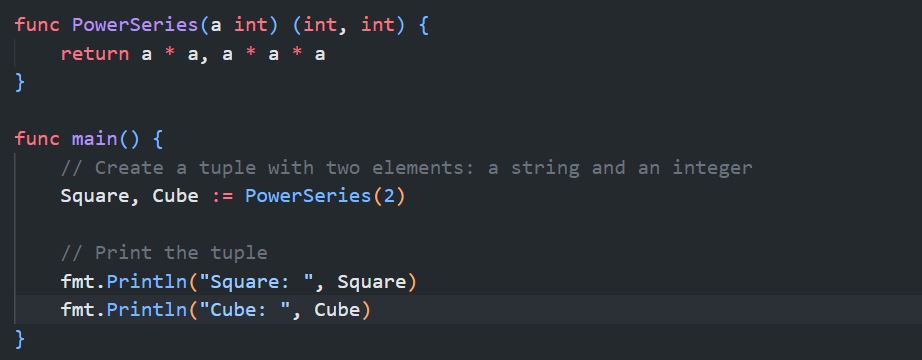 func PowerSeries(a int) (int, int) {
    return a * a, a * a * a
}

func main() {
    // Create a tuple with two elements: a string and an integer
    Square, Cube := PowerSeries(2)

    // Print the tuple
    fmt.Println("Square: ", Square)
    fmt.Println("Cube: ", Cube)
}